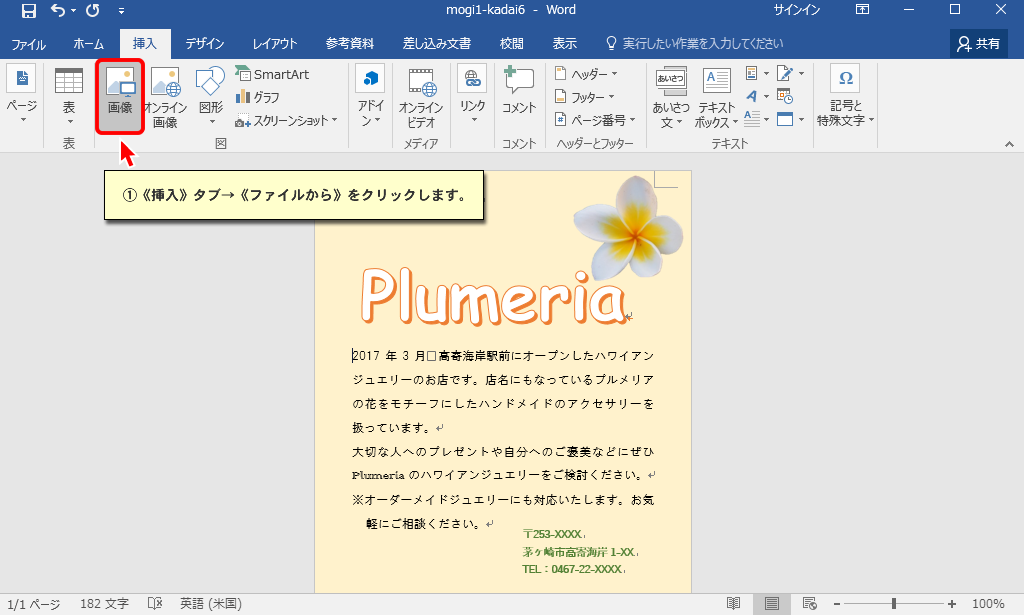 mogi1-kadai6 - Word
サインイン
ファイル ホーム 挿入 デザイン レイアウト 参考資料 差し込み文書 校閲 表示 実行したい作業を入力してください 共有
ページ
表
画像
オンライン
画像
図形
SmartArt
グラフ
スクリーンショット
アドイ
ン
オンライン
ビデオ
リンク
コメント
ヘッダー
フッター
ページ番号
あいさつ
あいさつ
文
テキスト
ボックス
記号と
特殊文字
表 図 メディア コメント ヘッダーとフッター テキスト
①《挿入》タブ→《ファイルから》をクリックします。
Plumeria
2017 年 3 月□高寄海岸駅前にオープンしたハワイアン
ジュエリーのお店です。店名にもなっているプルメリア
の花をモチーフにしたハンドメイドのアクセサリーを
扱っています。
大切な人へのプレゼントや自分へのご褒美などにぜひ
Plumeria のハワイアンジュエリーをご検討ください。
※オーダーメイドジュエリーにも対応いたします。お気
軽にご相談ください。
〒253-XXXX
茅ヶ崎市高寄海岸 1-XX
TEL：0467-22-XXXX
1/1 ページ 182 文字 英語 (米国) 100%